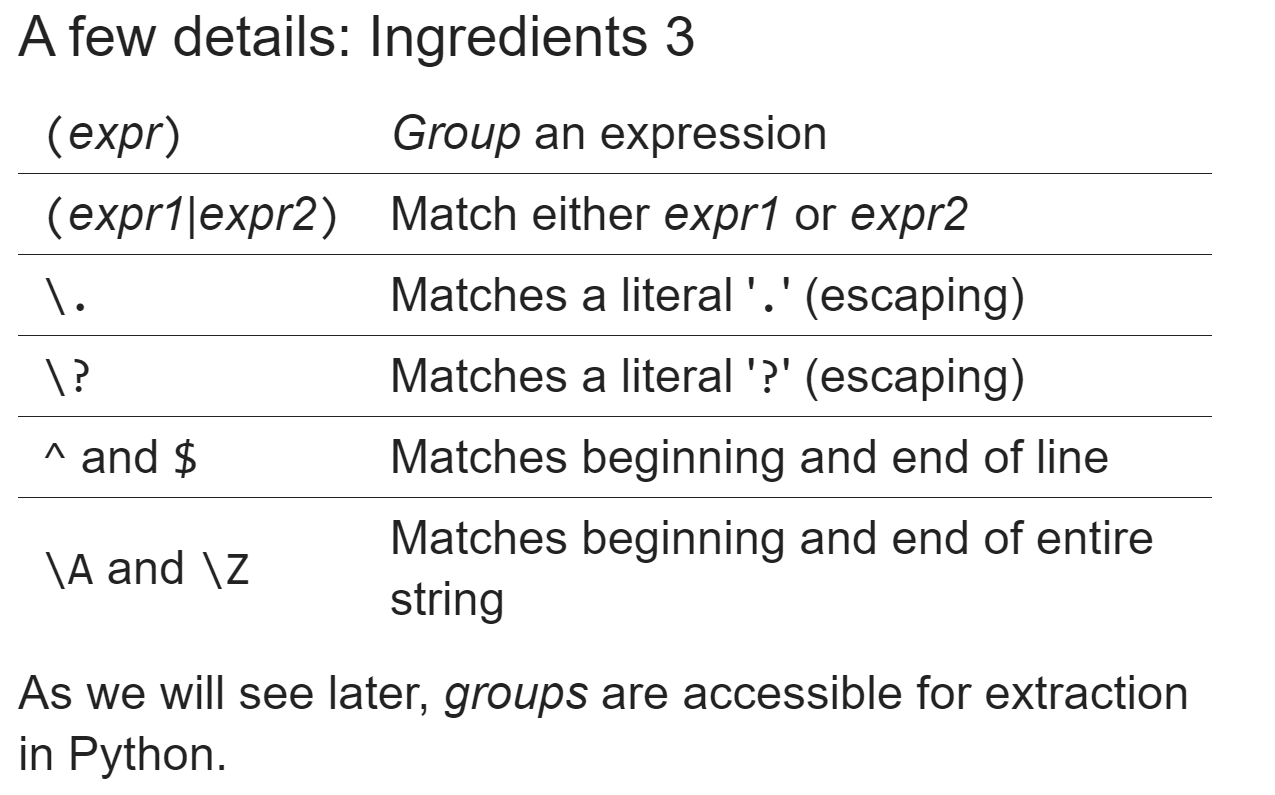 A few details: Ingredients 3
(expr) Group an expression
(expr1|expr2) Match either expr1 or expr2
\. Matches a literal '.' (escaping)
\? Matches a literal '?' (escaping)
^ and $ Matches beginning and end of line
\A and \Z Matches beginning and end of entire
string
As we will see later, groups are accessible for extraction
in Python.